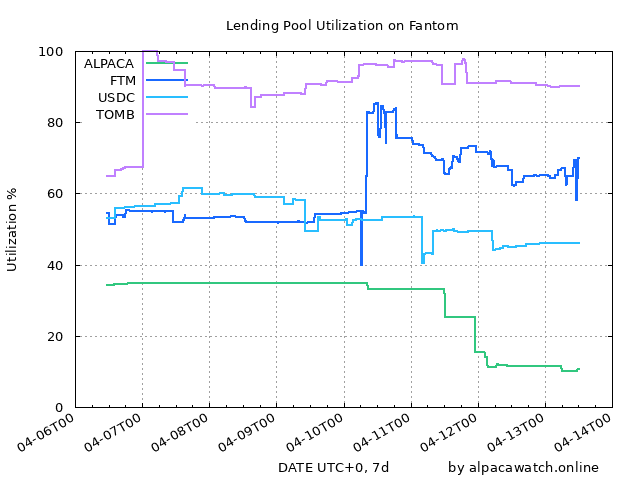 Lending Pool Utilization on Fantom
Utilization %
100
80
60
40
20
0
ALPACA
FTM
USDC
TOMB
04-06T00
04-07T00
04-08T00
04-09T00
04-10T00
04-11T00
04-12T00
04-13T00
04-14T00
DATE UTC+0, 7d
by alpacawatch.online